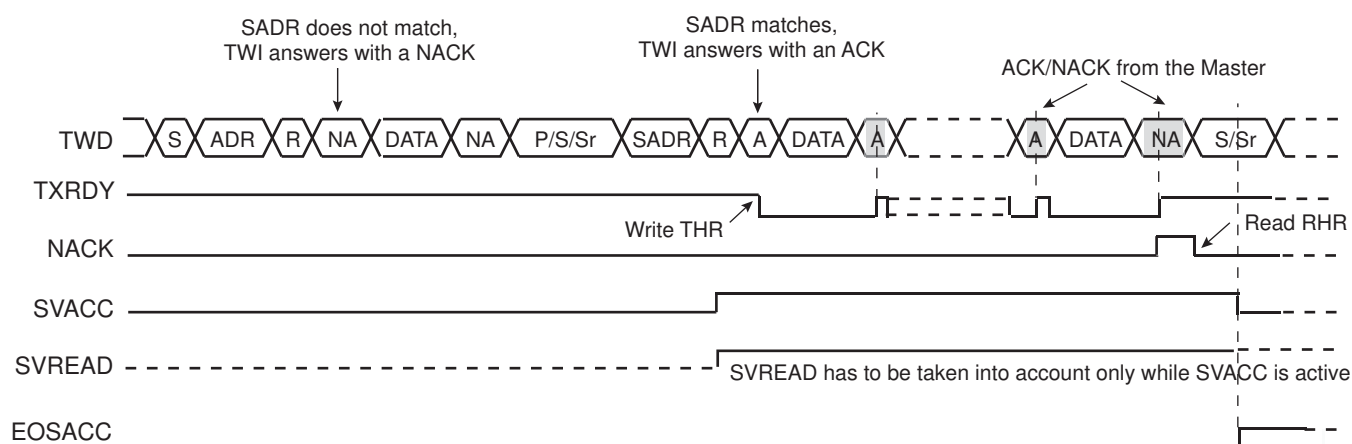 SADR does not match,
TWI answers with a NACK
SADR matches,
TWI answers with an ACK
ACK/NACK from the Master
TWD S ADR R NA DATA NA P/S/Sr SADR R A DATA A A DATA NA S/Sr
TXRDY
Write THR
Read RHR
NACK
SVACC
SVREAD
SVREAD has to be taken into account only while SVACC is active
EOSACC